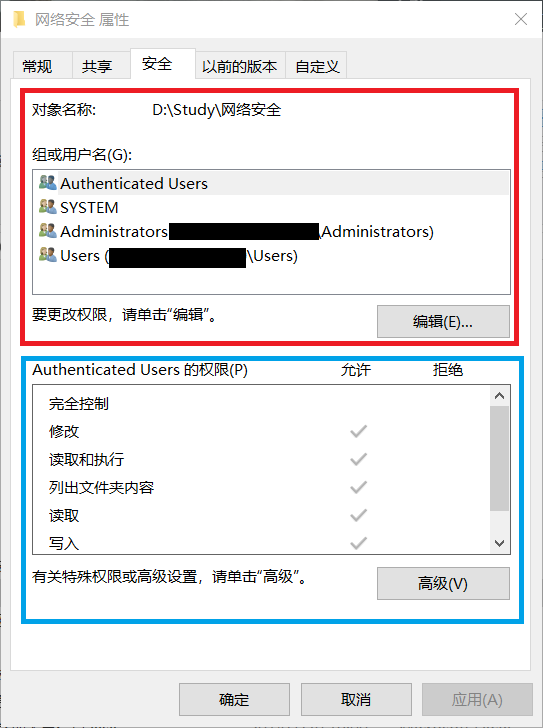 网络安全 属性
常规 共享 安全 以前的版本 自定义
对象名称: D:\Study\网络安全
组或用户名(G):
Authenticated Users
SYSTEM
Administrators \Administrators)
Users ( \Users)
要更改权限，请单击“编辑”。
编辑(E)...
Authenticated Users 的权限(P) 允许 拒绝
完全控制
修改
读取和执行
列出文件夹内容
读取
写入
有关特殊权限或高级设置，请单击“高级”。
高级(V)
确定 取消 应用(A)